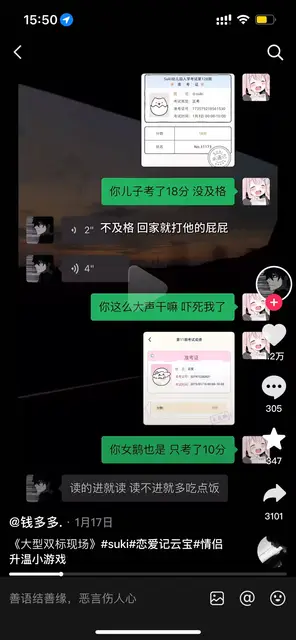 15:50
你儿子考了18分 没及格
2"
不及格 回家就打他的屁屁
4"
你这么大声干嘛 吓死我了
准考证
你女鹅也是 只考了10分
读的进就读 读不进就多吃点饭
305
347
3101
@钱多多. · 1月17日
《大型双标现场》#suki#恋爱记云宝#情侣
升温小游戏
善语结善缘，恶言伤人心